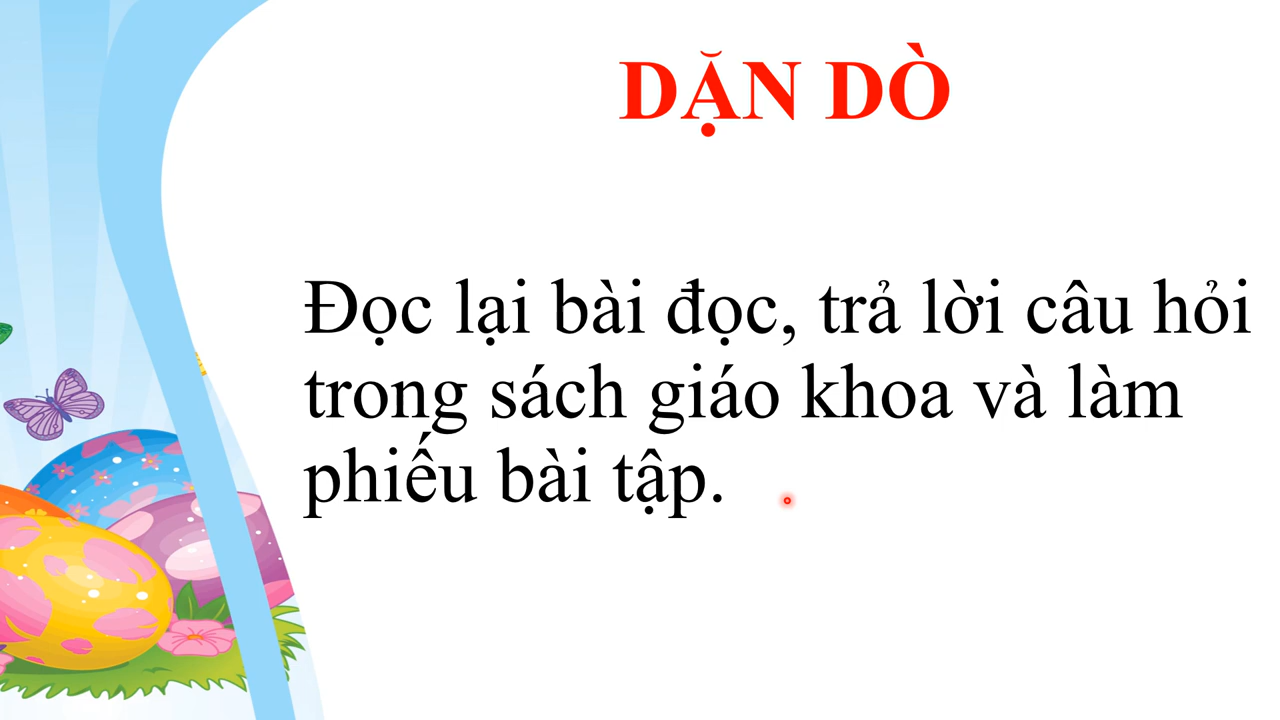 DẶN DÒ
Đọc lại bài đọc, trả lời câu hỏi
trong sách giáo khoa và làm
phiếu bài tập.